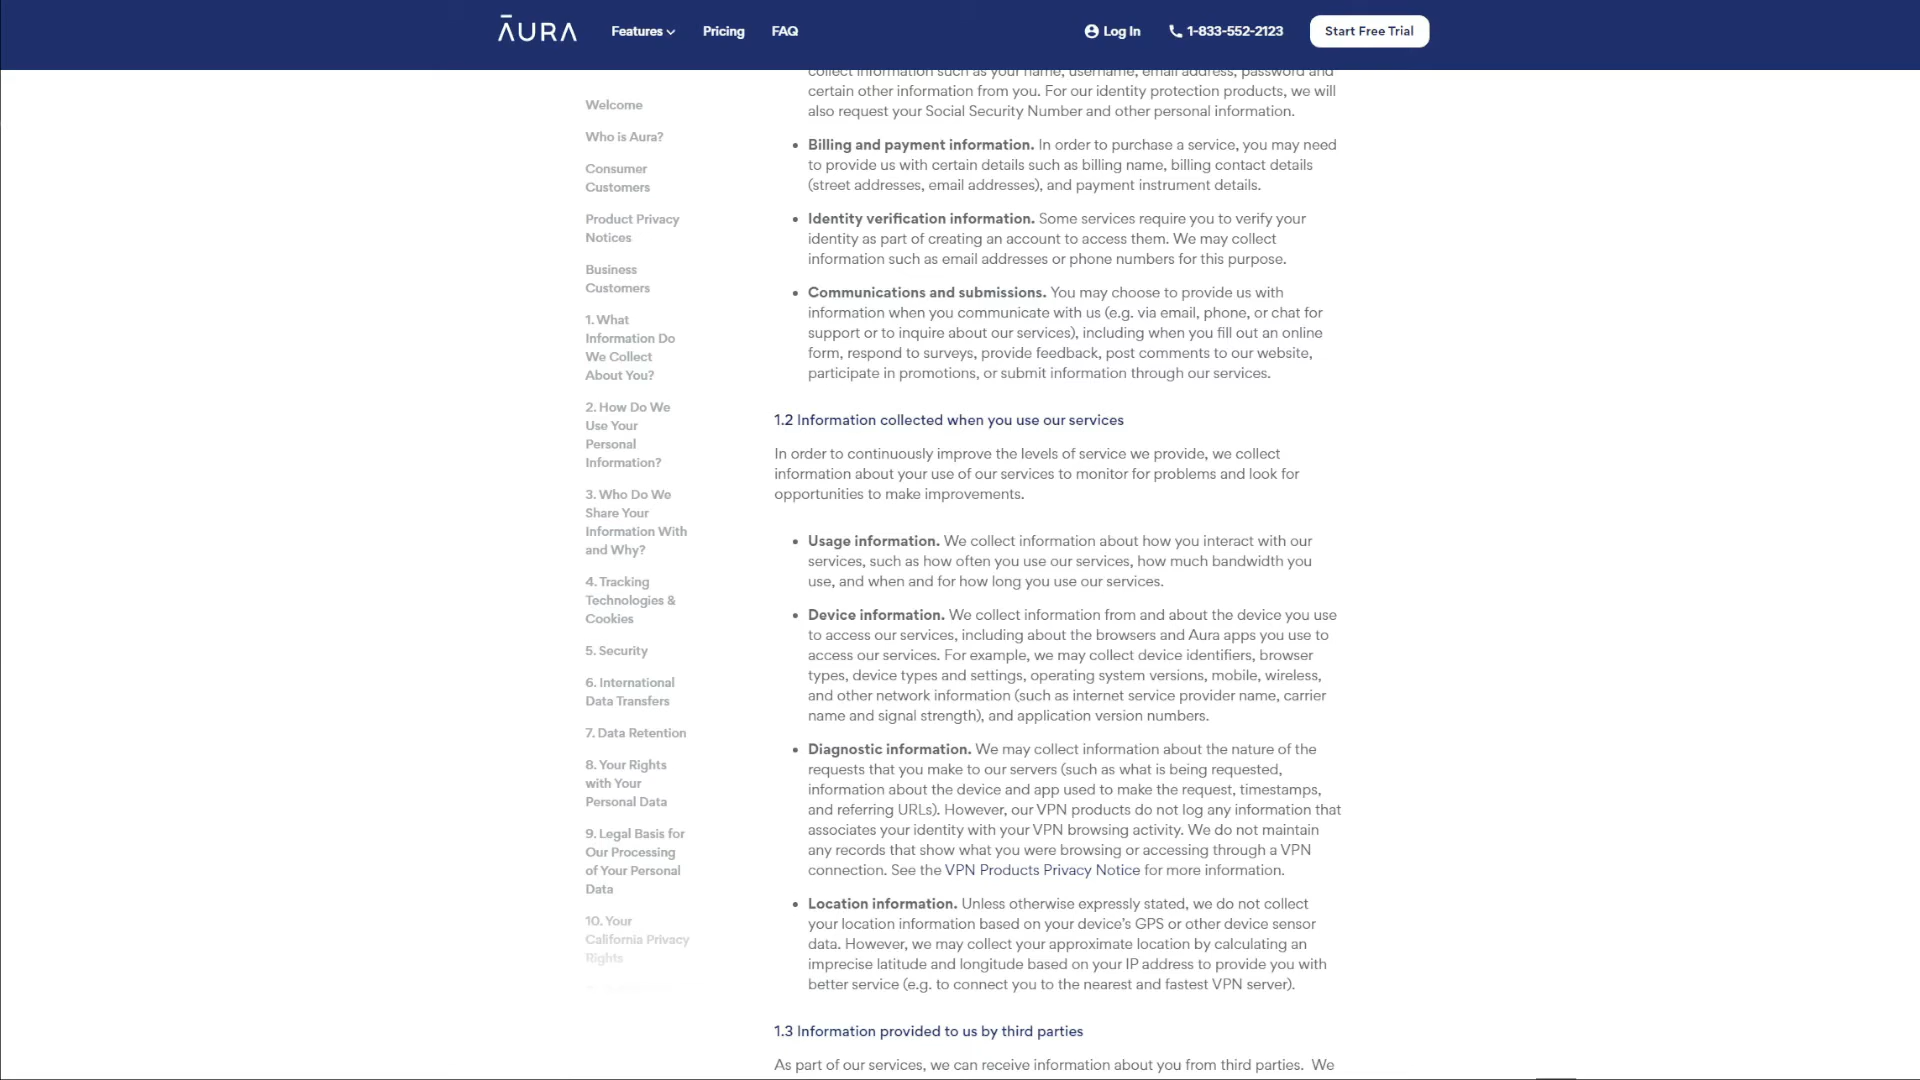 ĀURA
Features
Pricing
FAQ
Log In
1-833-552-2123
Start Free Trial
Welcome
Who is Aura?
Consumer
Customers
Product Privacy
Notices
Business
Customers
1. What
Information Do
We Collect
About You?
2. How Do We
Use Your
Personal
Information?
3. Who Do We
Share Your
Information With
and Why?
4. Tracking
Technologies &
Cookies
5. Security
6. International
Data Transfers
7. Data Retention
8. Your Rights
with Your
Personal Data
9. Legal Basis for
Our Processing
of Your Personal
Data
10. Your
California Privacy
Rights
collect information such as your name, username, email address, password and
certain other information from you. For our identity protection products, we will
also request your Social Security Number and other personal information.
• Billing and payment information. In order to purchase a service, you may need
to provide us with certain details such as billing name, billing contact details
(street addresses, email addresses), and payment instrument details.
• Identity verification information. Some services require you to verify your
identity as part of creating an account to access them. We may collect
information such as email addresses or phone numbers for this purpose.
• Communications and submissions. You may choose to provide us with
information when you communicate with us (e.g. via email, phone, or chat for
support or to inquire about our services), including when you fill out an online
form, respond to surveys, provide feedback, post comments to our website,
participate in promotions, or submit information through our services.
1.2 Information collected when you use our services
In order to continuously improve the levels of service we provide, we collect
information about your use of our services to monitor for problems and look for
opportunities to make improvements.
• Usage information. We collect information about how you interact with our
services, such as how often you use our services, how much bandwidth you
use, and when and for how long you use our services.
• Device information. We collect information from and about the device you use
to access our services, including about the browsers and Aura apps you use to
access our services. For example, we may collect device identifiers, browser
types, device types and settings, operating system versions, mobile, wireless,
and other network information (such as internet service provider name, carrier
name and signal strength), and application version numbers.
• Diagnostic information. We may collect information about the nature of the
requests that you make to our servers (such as what is being requested,
information about the device and app used to make the request, timestamps,
and referring URLs). However, our VPN products do not log any information that
associates your identity with your VPN browsing activity. We do not maintain
any records that show what you were browsing or accessing through a VPN
connection. See the VPN Products Privacy Notice for more information.
• Location information. Unless otherwise expressly stated, we do not collect
your location information based on your device’s GPS or other device sensor
data. However, we may collect your approximate location by calculating an
imprecise latitude and longitude based on your IP address to provide you with
better service (e.g. to connect you to the nearest and fastest VPN server).
1.3 Information provided to us by third parties
As part of our services, we can receive information about you from third parties. We